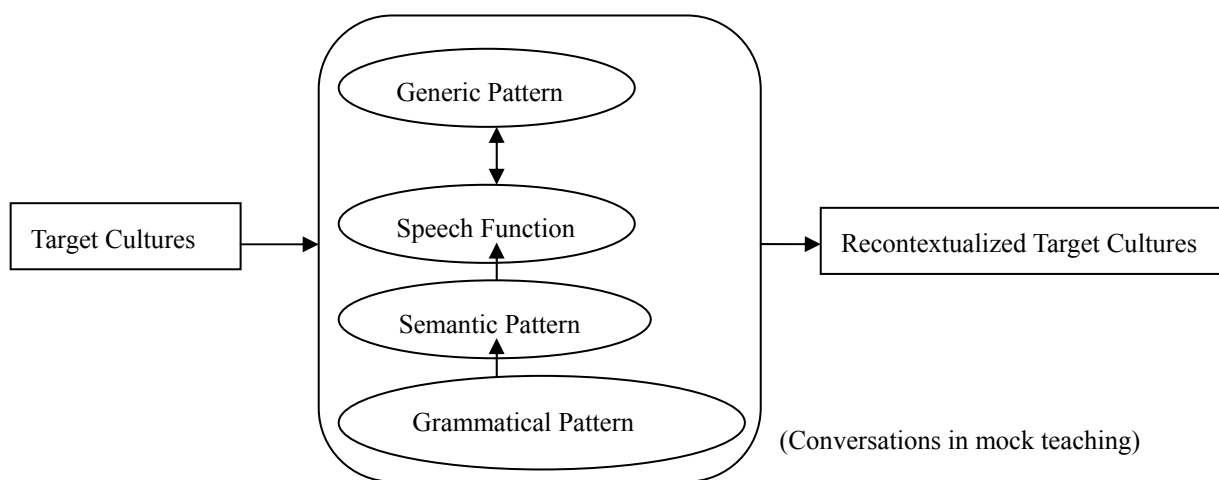 Generic Pattern
Speech Function
Target Cultures
Recontextualized Target Cultures
Semantic Pattern
Grammatical Pattern
(Conversations in mock teaching)